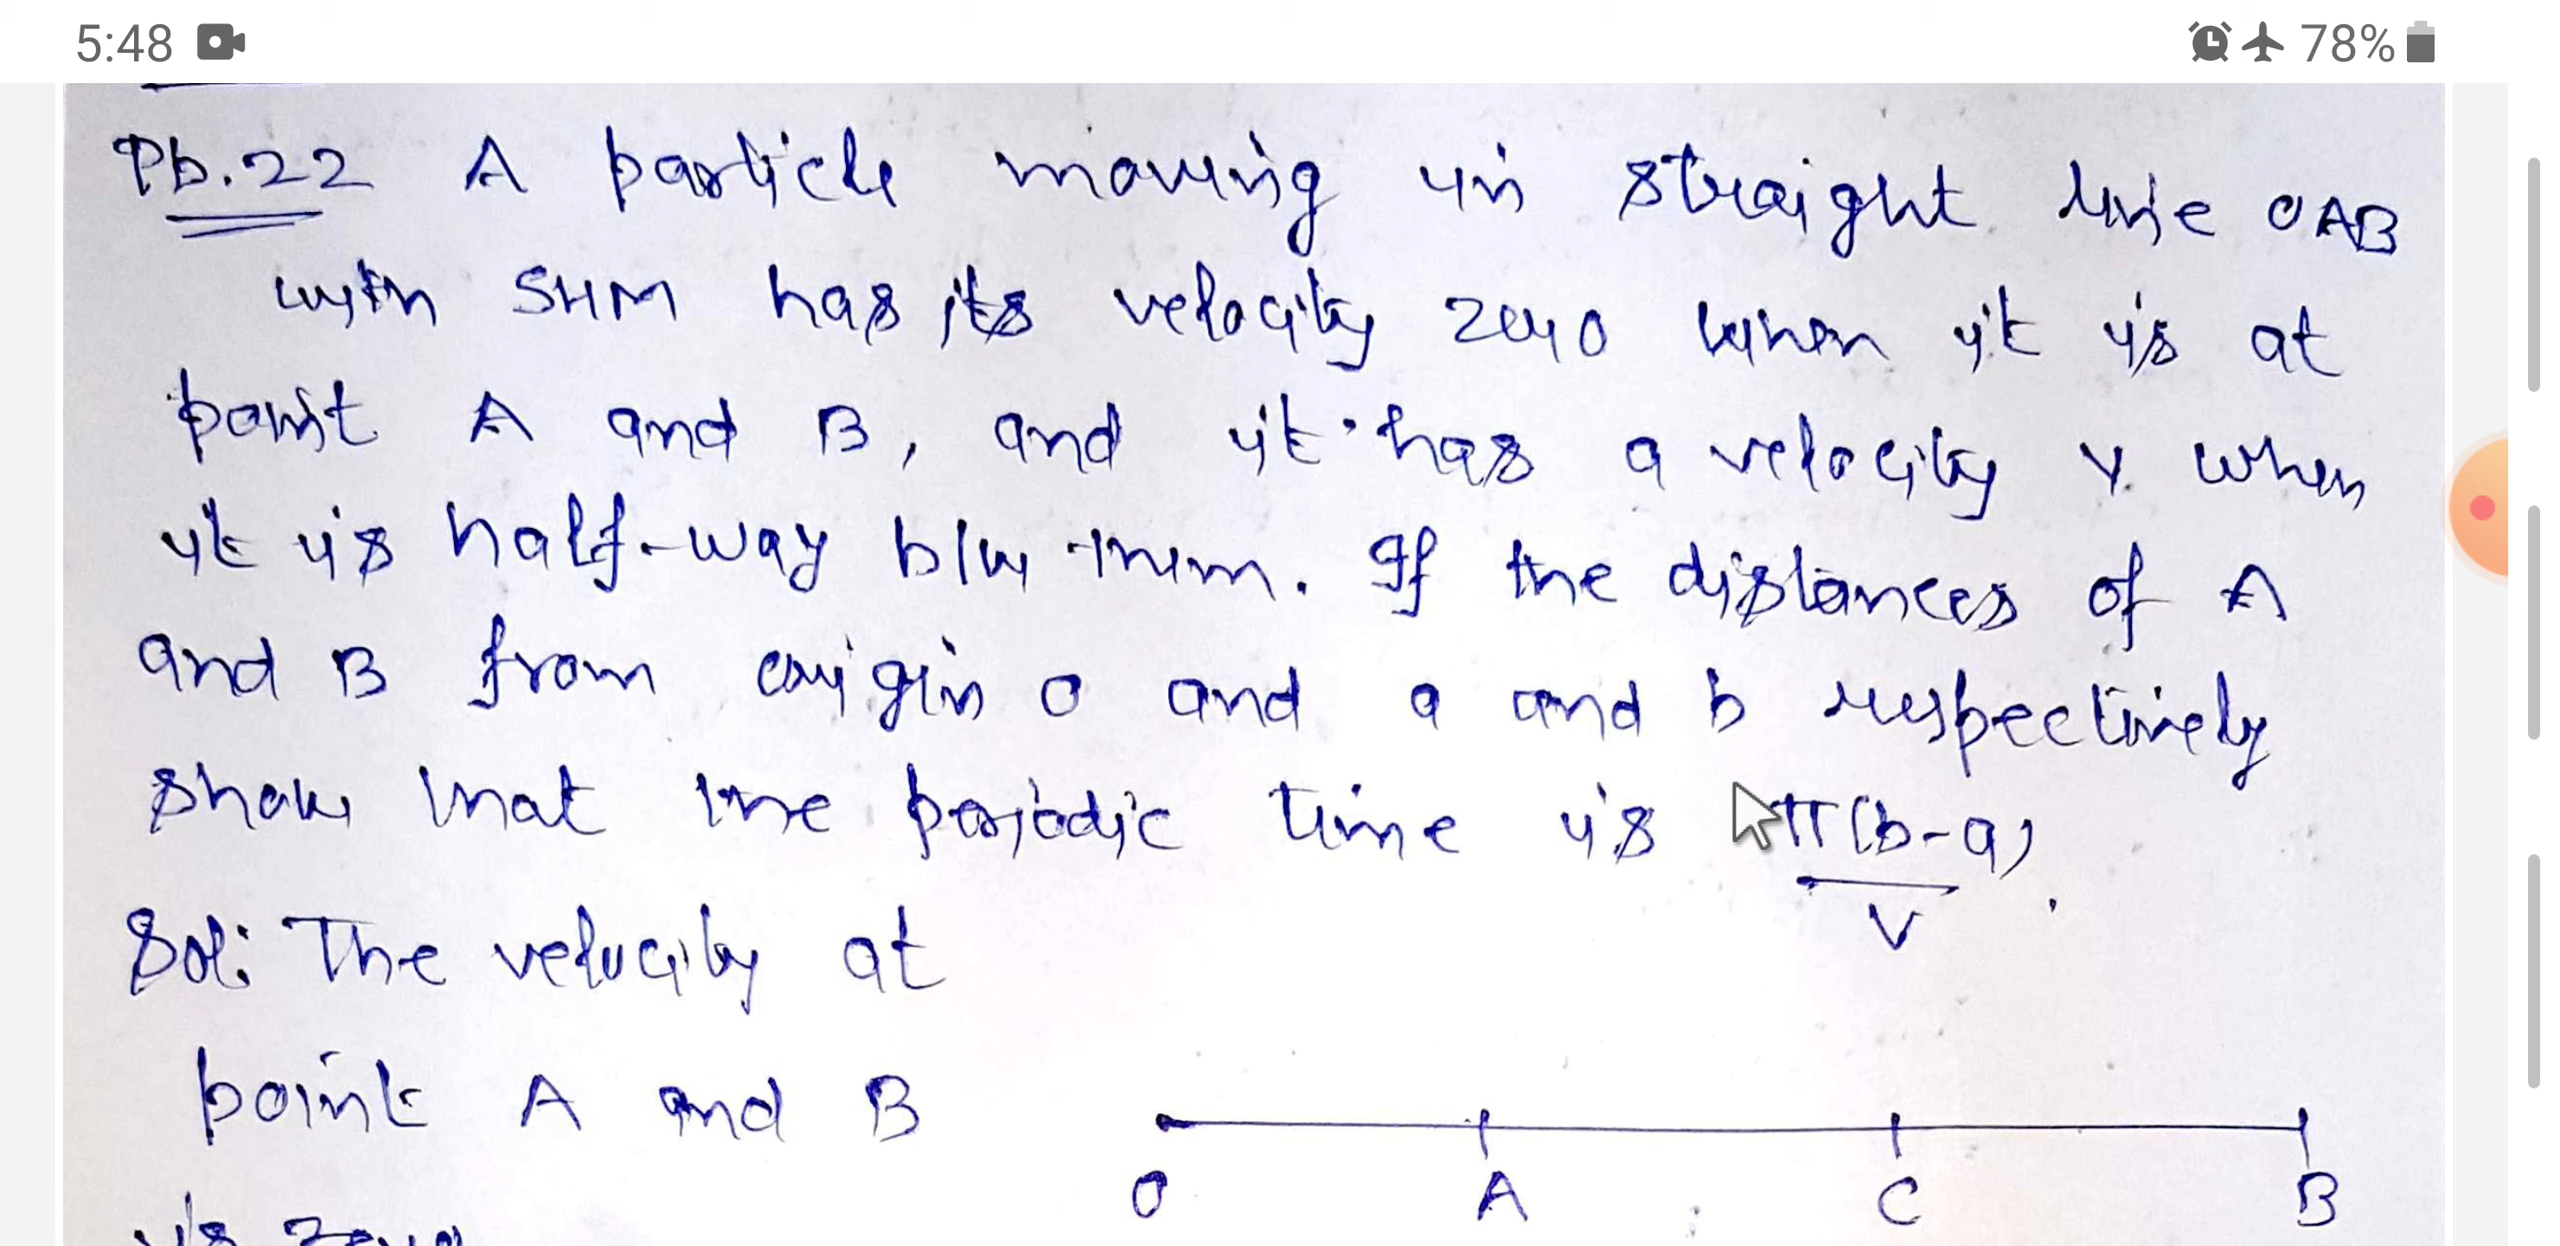 5:48
78%
Pb.22 A particle moving in straight line OAB
with SHM has its velocity zero when it is at
point A and B, and it has a velocity V when
it is half-way b/w them. If the distances of A
and B from origin O and a and b respectively
show that the periodic time is π(b-a)
V
Sol: The velocity at
point A and B
O A C B
is zero